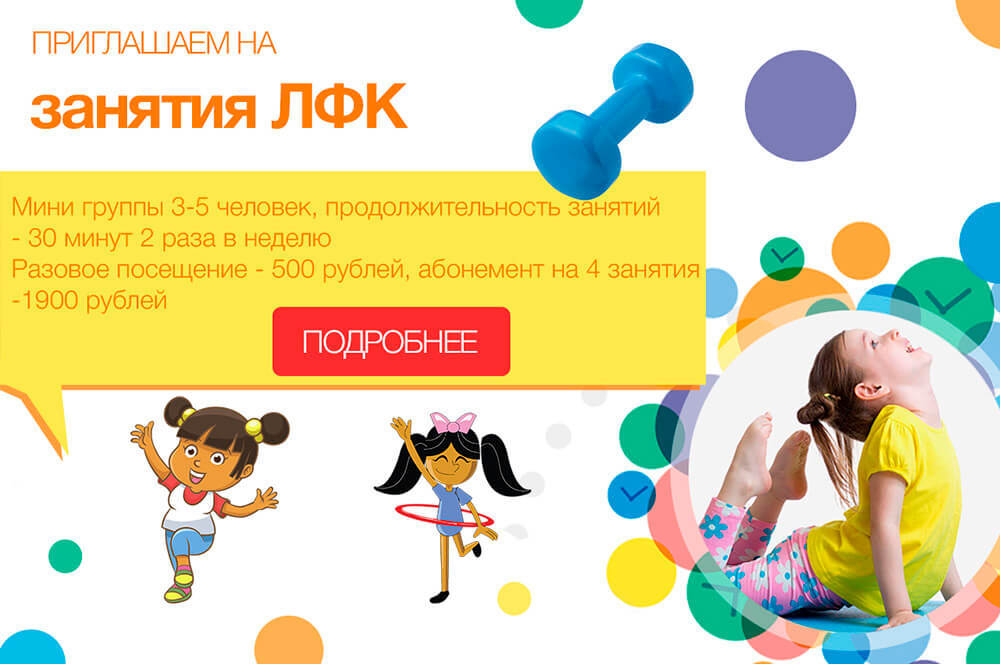 ПРИГЛАШАЕМ НА
занятия ЛФК
Мини группы 3-5 человек, продолжительность занятий
- 30 минут 2 раза в неделю
Разовое посещение - 500 рублей, абонемент на 4 занятия
-1900 рублей
ПОДРОБНЕЕ